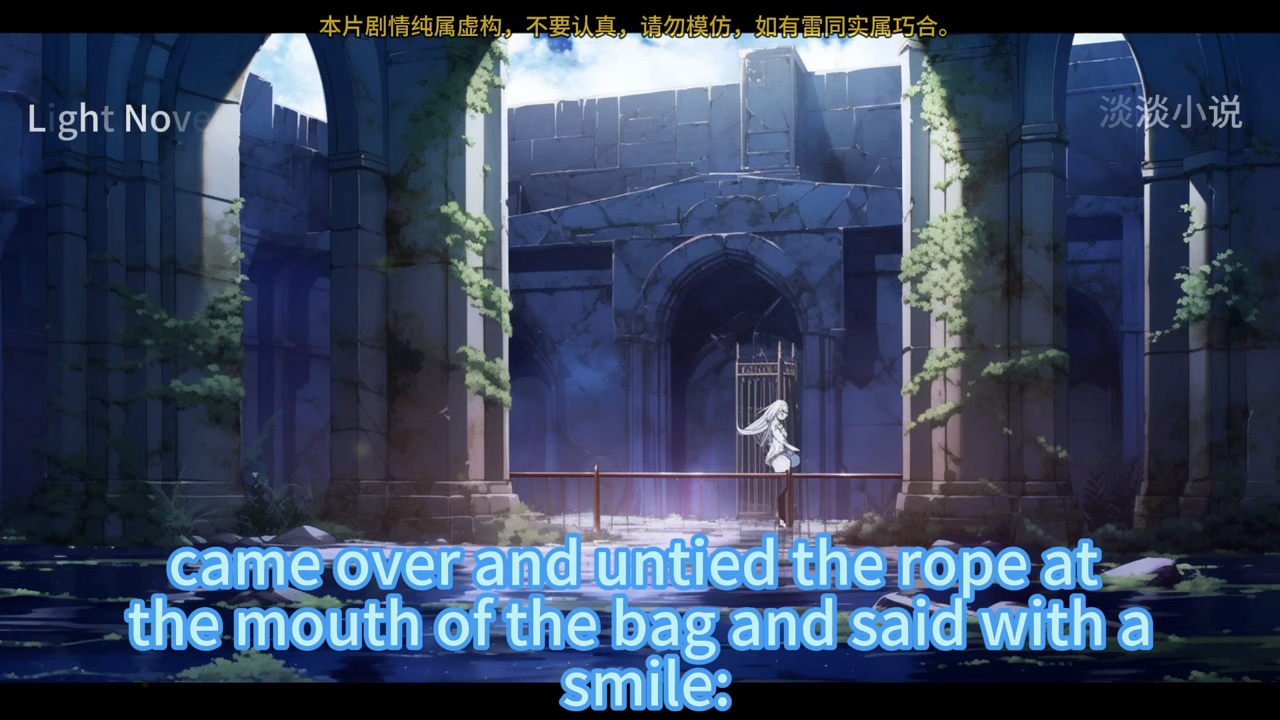 本片剧情纯属虚构，不要认真，请勿模仿，如有雷同实属巧合。
Light Nove
淡淡小说
came over and untied the rope at
the mouth of the bag and said with a
smile: